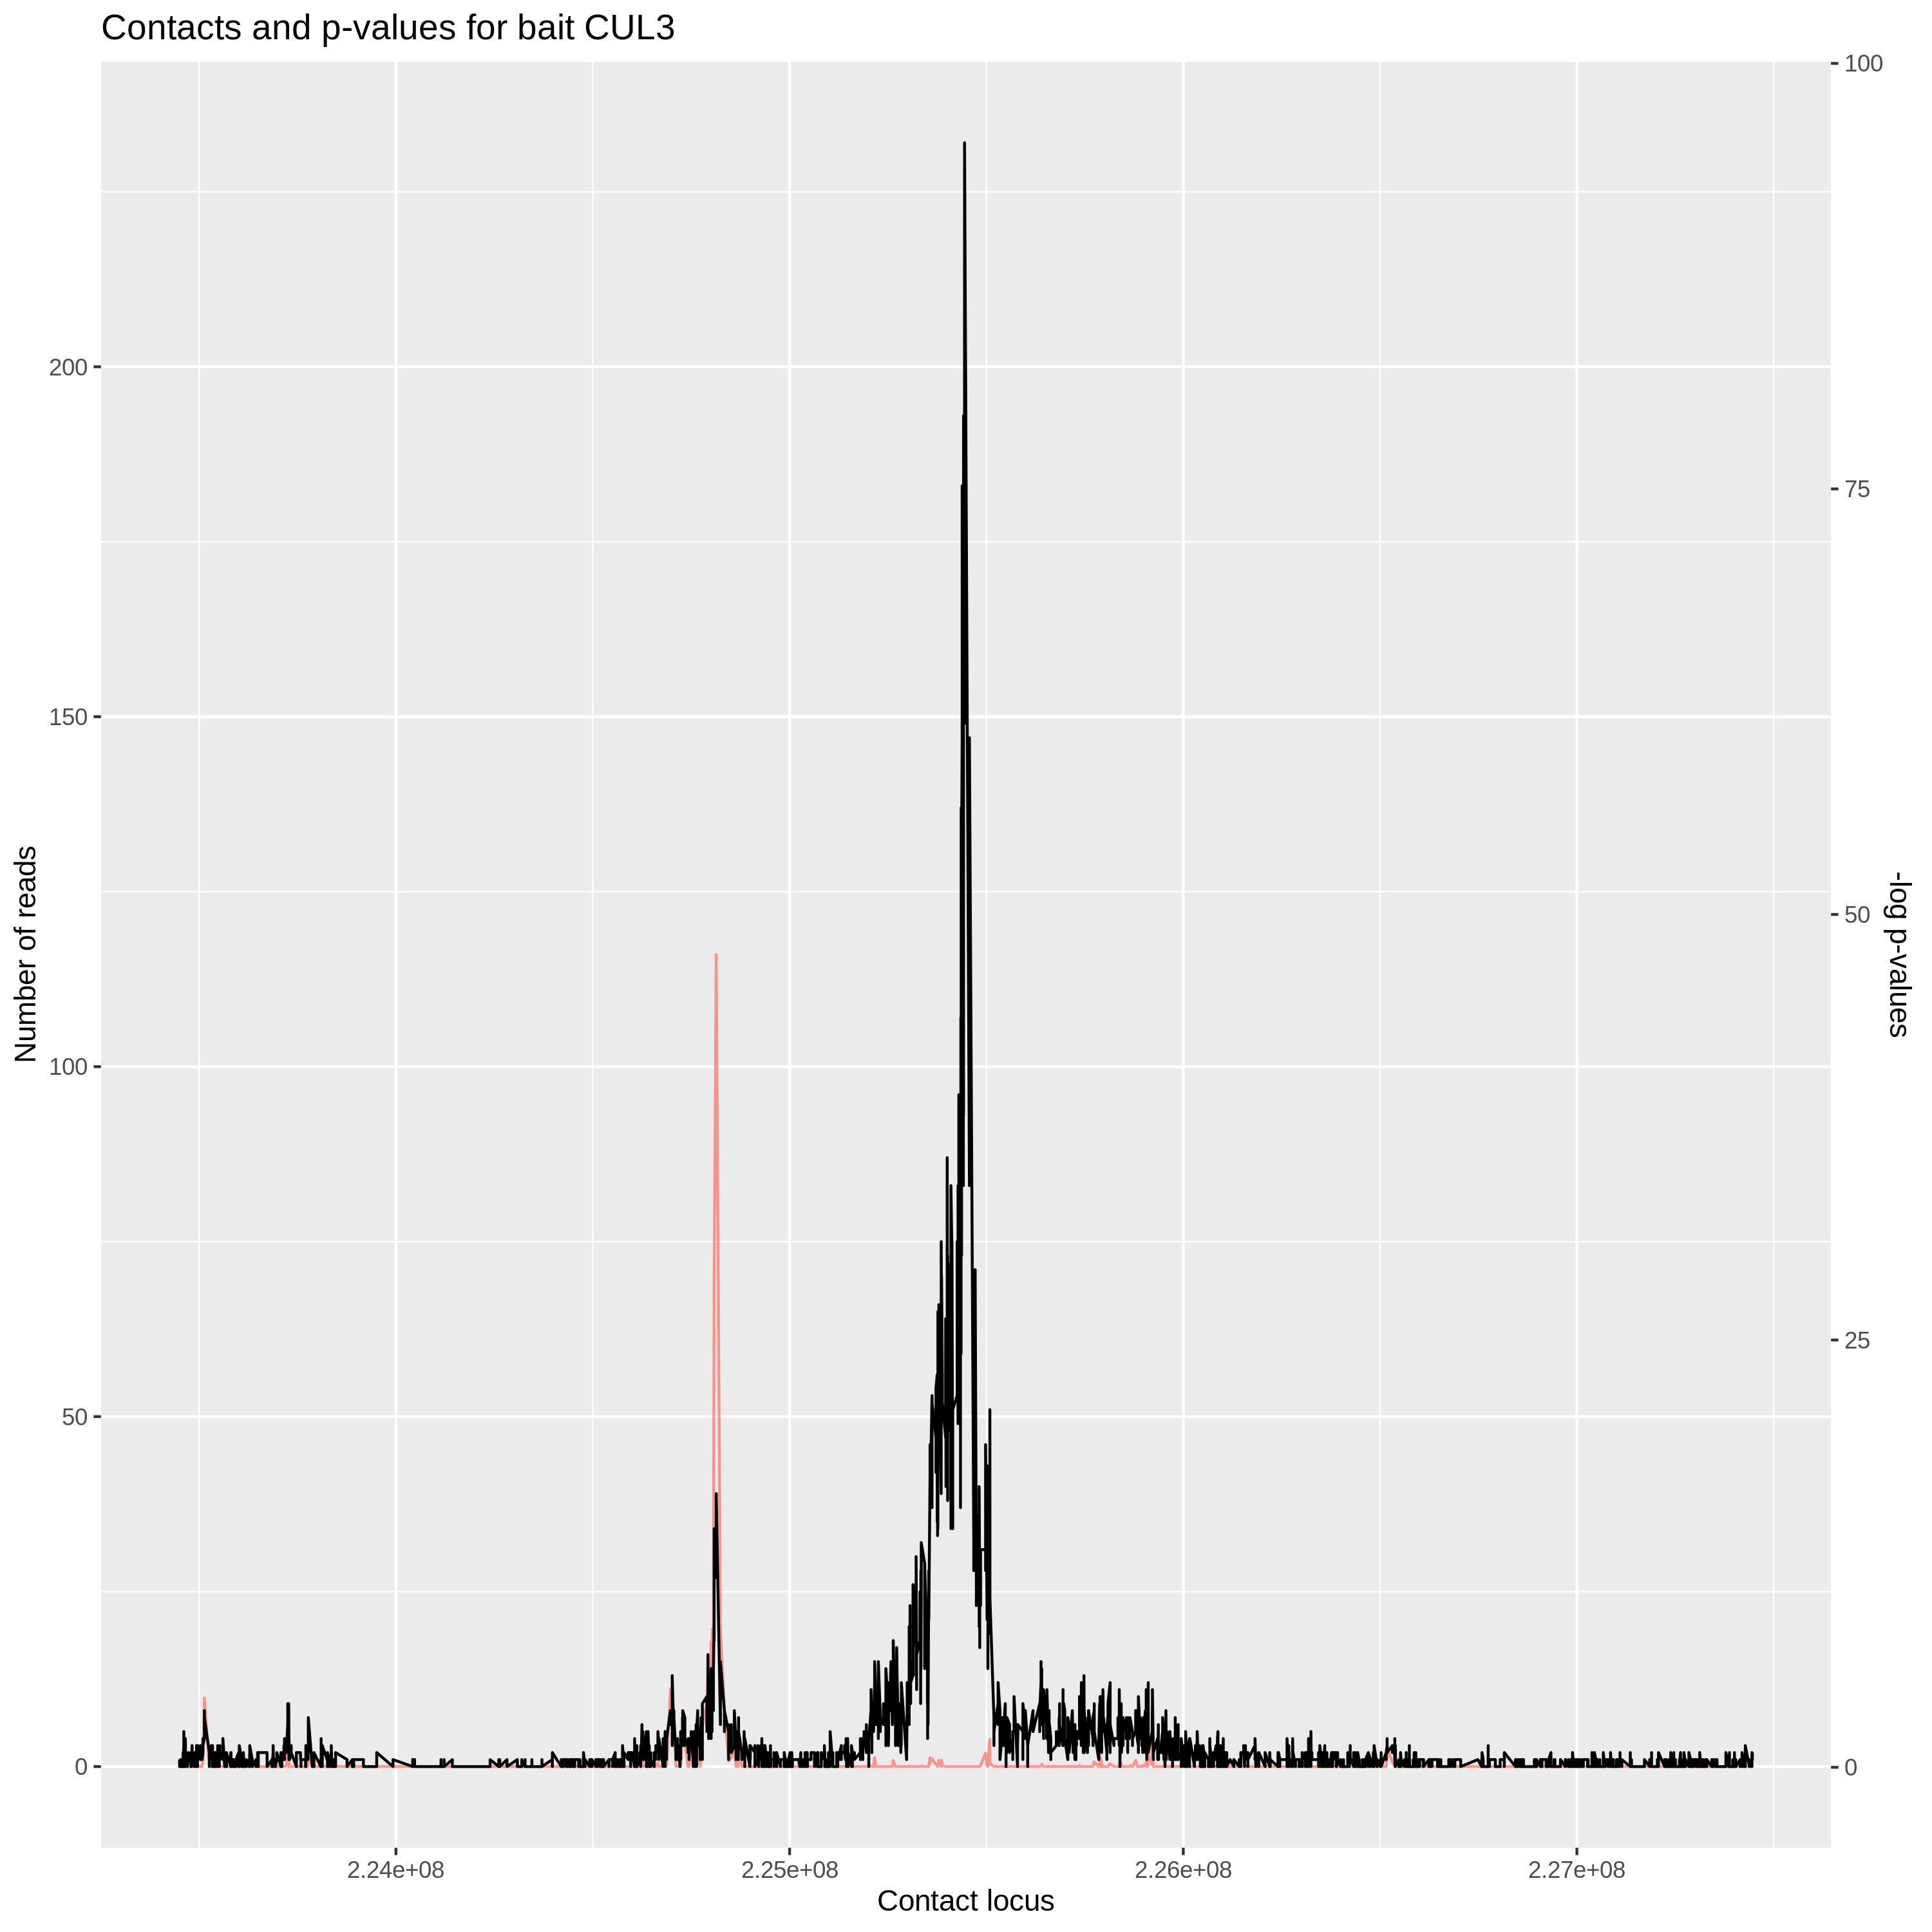 Contacts and p-values for bait CUL3
100
75
50
25
0
200
150
100
50
0
Number of reads
-log p-values
2.24e+08 2.25e+08 2.26e+08 2.27e+08
Contact locus